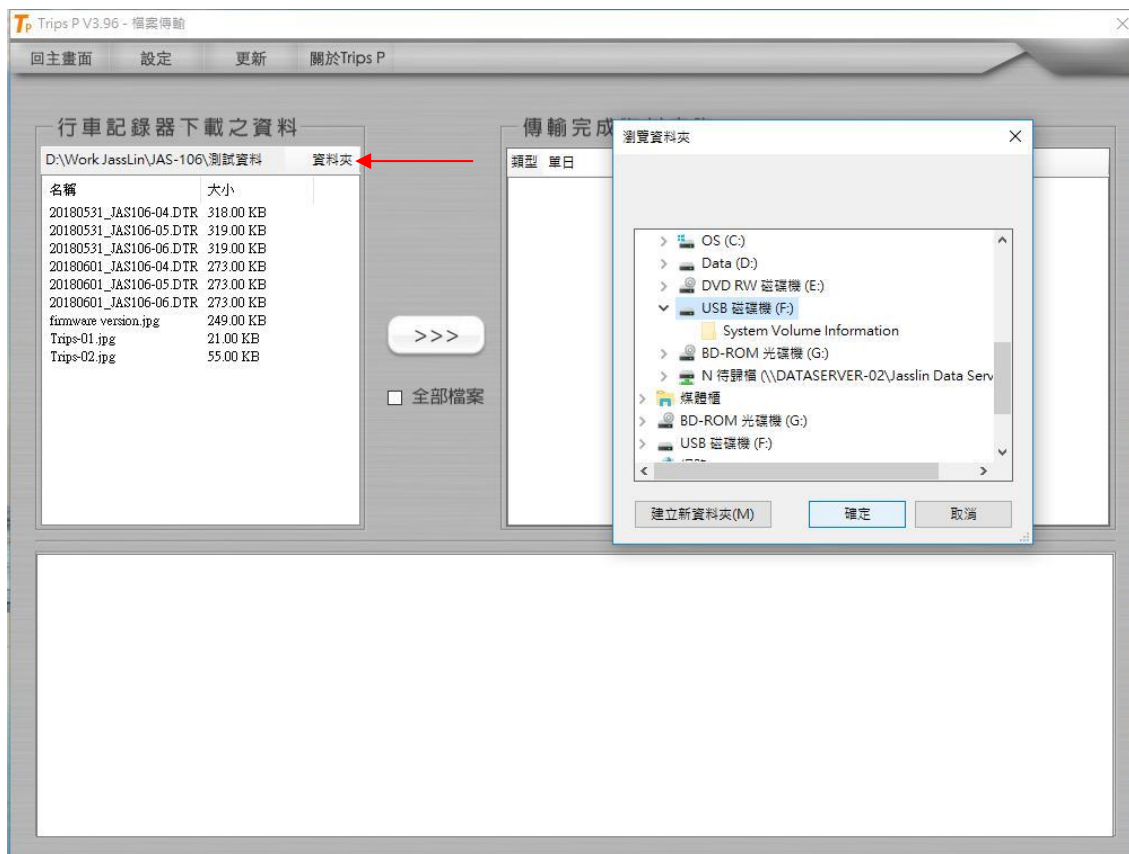 Tp Trips P V3.96 - 檔案傳輸
回主畫面 設定 更新 關於Trips P
行車記錄器下載之資料
D:\Work JassLin\JAS-106\測試資料 資料夾
名稱 大小
20180531_JAS106-04.DTR 318.00 KB
20180531_JAS106-05.DTR 319.00 KB
20180531_JAS106-06.DTR 319.00 KB
20180601_JAS106-04.DTR 273.00 KB
20180601_JAS106-05.DTR 273.00 KB
20180601_JAS106-06.DTR 273.00 KB
firmware version.jpg 249.00 KB
Trips-01.jpg 21.00 KB
Trips-02.jpg 55.00 KB
>>>
全部檔案
傳輸完成
類型 單日
瀏覽資料夾
OS (C:)
Data (D:)
DVD RW 磁碟機 (E:)
USB 磁碟機 (F:)
System Volume Information
BD-ROM 光碟機 (G:)
N 待歸檔 (\\DATASERVER-02\Jasslin Data Serv
媒體櫃
BD-ROM 光碟機 (G:)
USB 磁碟機 (F:)
建立新資料夾(M) 確定 取消